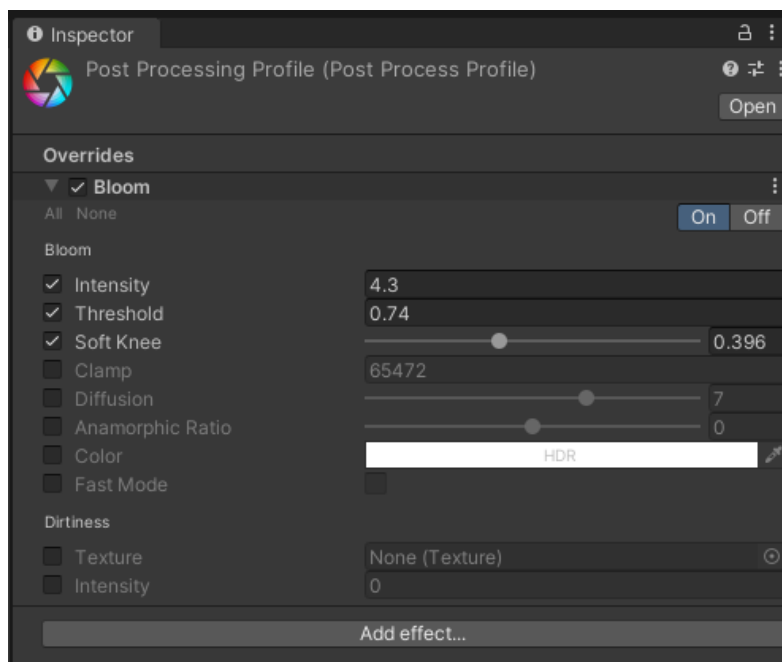 Inspector
Post Processing Profile (Post Process Profile)
Open
Overrides
Bloom
All None
On Off
Bloom
Intensity 4.3
Threshold 0.74
Soft Knee 0.396
Clamp 65472
Diffusion 7
Anamorphic Ratio 0
Color HDR
Fast Mode
Dirtiness
Texture None (Texture)
Intensity 0
Add effect...